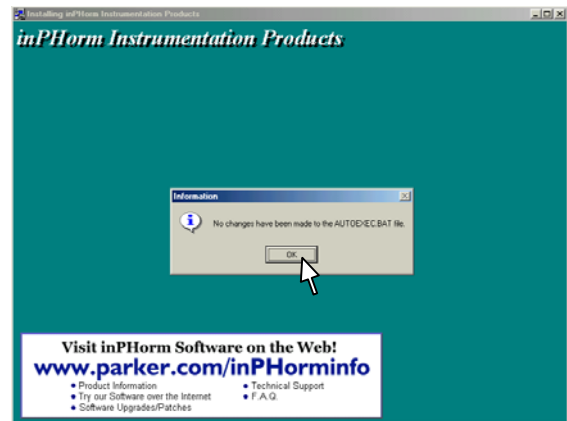 Installing inPHorm Instrumentation Products
inPHorm Instrumentation Products
Information
No changes have been made to the AUTOEXEC.BAT file.
OK
Visit inPHorm Software on the Web!
www.parker.com/inPHorminfo
• Product Information
• Try our Software over the Internet
• Software Upgrades/Patches
• Technical Support
• F.A.Q.